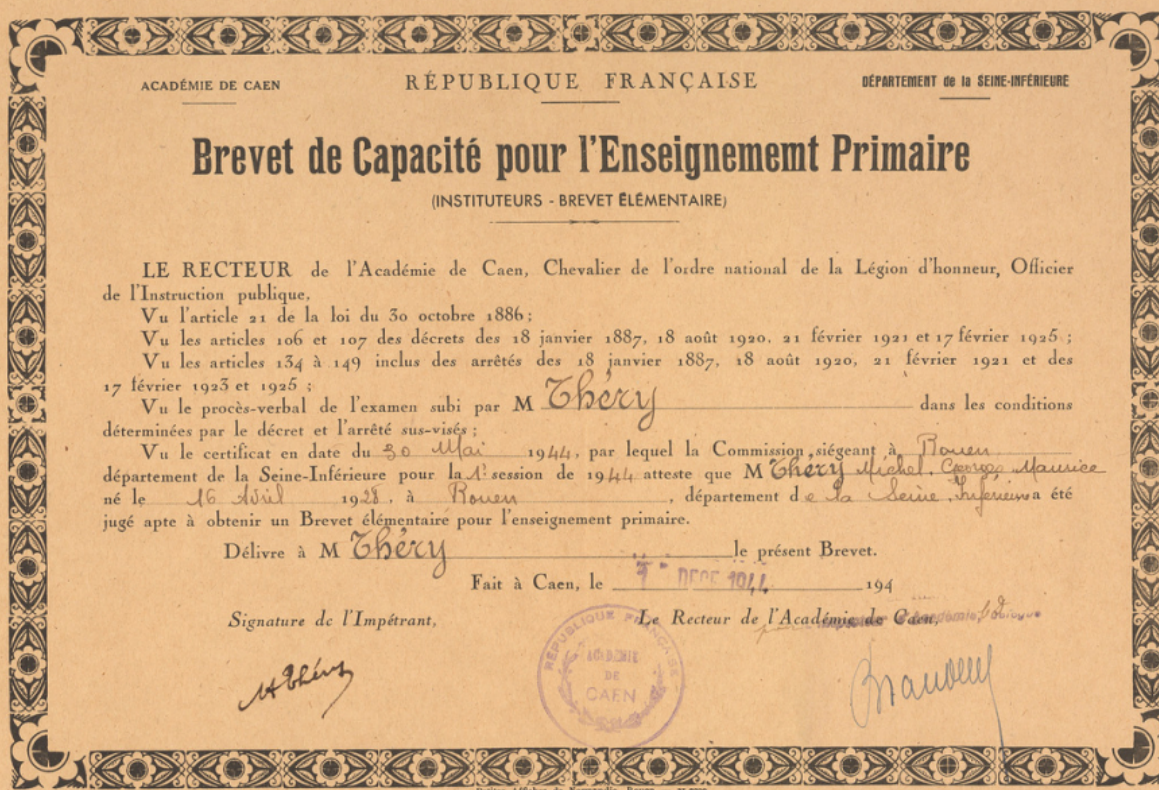 ACADÉMIE DE CAEN
RÉPUBLIQUE FRANÇAISE
DÉPARTEMENT de la SEINE-INFÉRIEURE
Brevet de Capacité pour l'Enseignememt Primaire
(INSTITUTEURS - BREVET ÉLÉMENTAIRE)
LE RECTEUR de l'Académie de Caen, Chevalier de l'ordre national de la Légion d'honneur, Officier
de l'Instruction publique,
Vu l'article 21 de la loi du 30 octobre 1886;
Vu les articles 106 et 107 des décrets des 18 janvier 1887, 18 août 1920, 21 février 1921 et 17 février 1925 ;
Vu les articles 134 à 149 inclus des arrêtés des 18 janvier 1887, 18 août 1920, 21 février 1921 et des
17 février 1923 et 1925 ;
Vu le procès-verbal de l'examen subi par M Théry dans les conditions
déterminées par le décret et l'arrêté sus-visés ;
Vu le certificat en date du 30 Mai 1944, par lequel la Commission siégeant à Rouen
département de la Seine-Inférieure pour la 1e session de 1944 atteste que M Théry Michel, Georges Maurice
né le 16 Avril 1928, à Rouen, département de la Seine Inférieure a été
jugé apte à obtenir un Brevet élémentaire pour l'enseignement primaire.
Délivre à M Théry le présent Brevet.
Fait à Caen, le 7 DECE 1944 194
Signature de l'Impétrant,
Le Recteur de l'Académie de Caen,
MThéry
RÉPUBLIQUE FRANÇAISE
ACADÉMIE
DE
CAEN